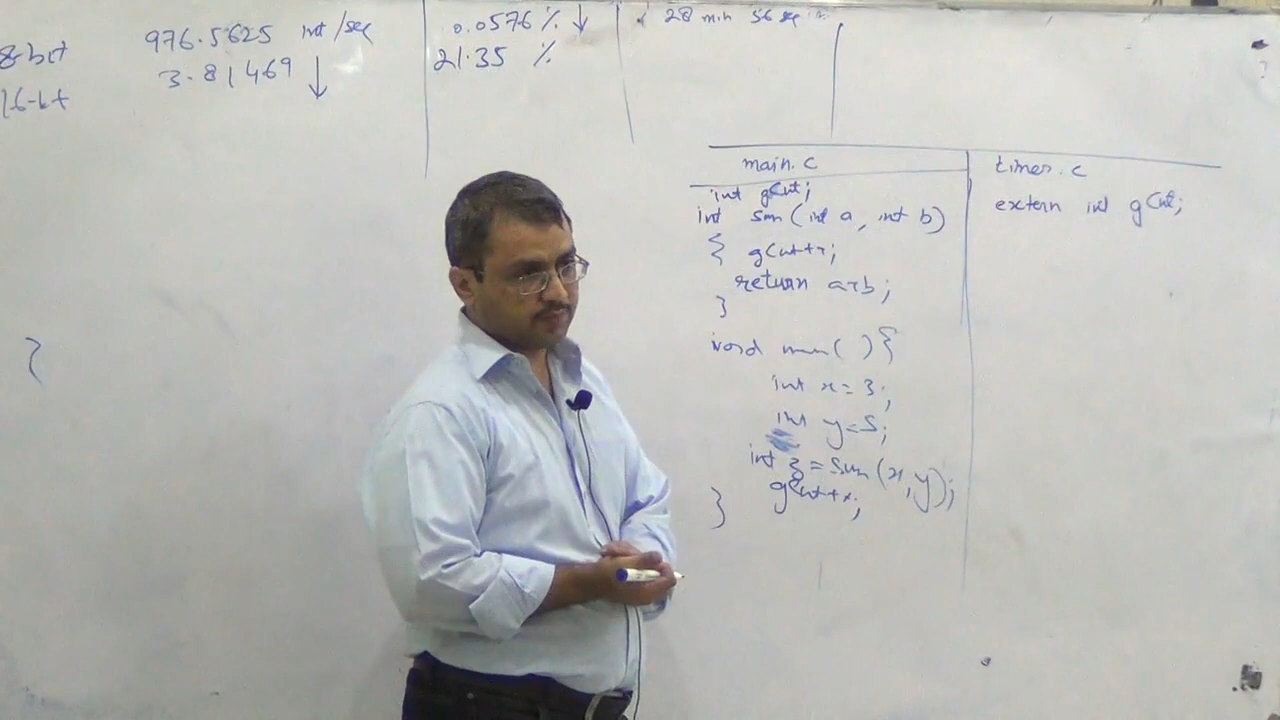 8-bit 976.5625 int/sec 0.0576 % ↓ 28 min 56 sec
3.81469 ↓ 21.35 %
16-bit
main.c
int gCnt;
int sum(int a, int b)
{ gCnt++;
return a+b;
}
void main( ) {
int x = 3;
int y = 5;
int z = sum(x, y);
gCnt++;
}
timer.c
extern int gCnt;
}
?